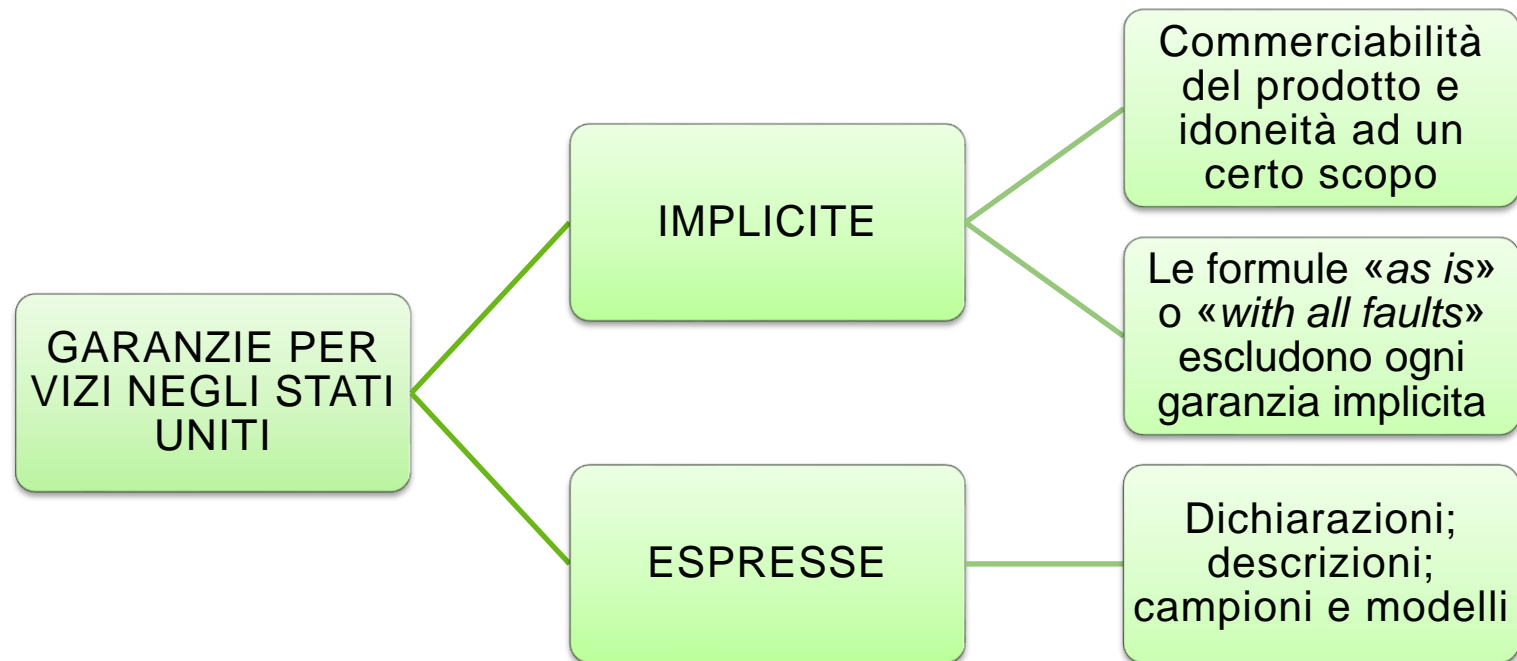 GARANZIE PER
VIZI NEGLI STATI
UNITI
IMPLICITE
Commerciabilità
del prodotto e
idoneità ad un
certo scopo
Le formule «as is»
o «with all faults»
escludono ogni
garanzia implicita
ESPRESSE
Dichiarazioni;
descrizioni;
campioni e modelli